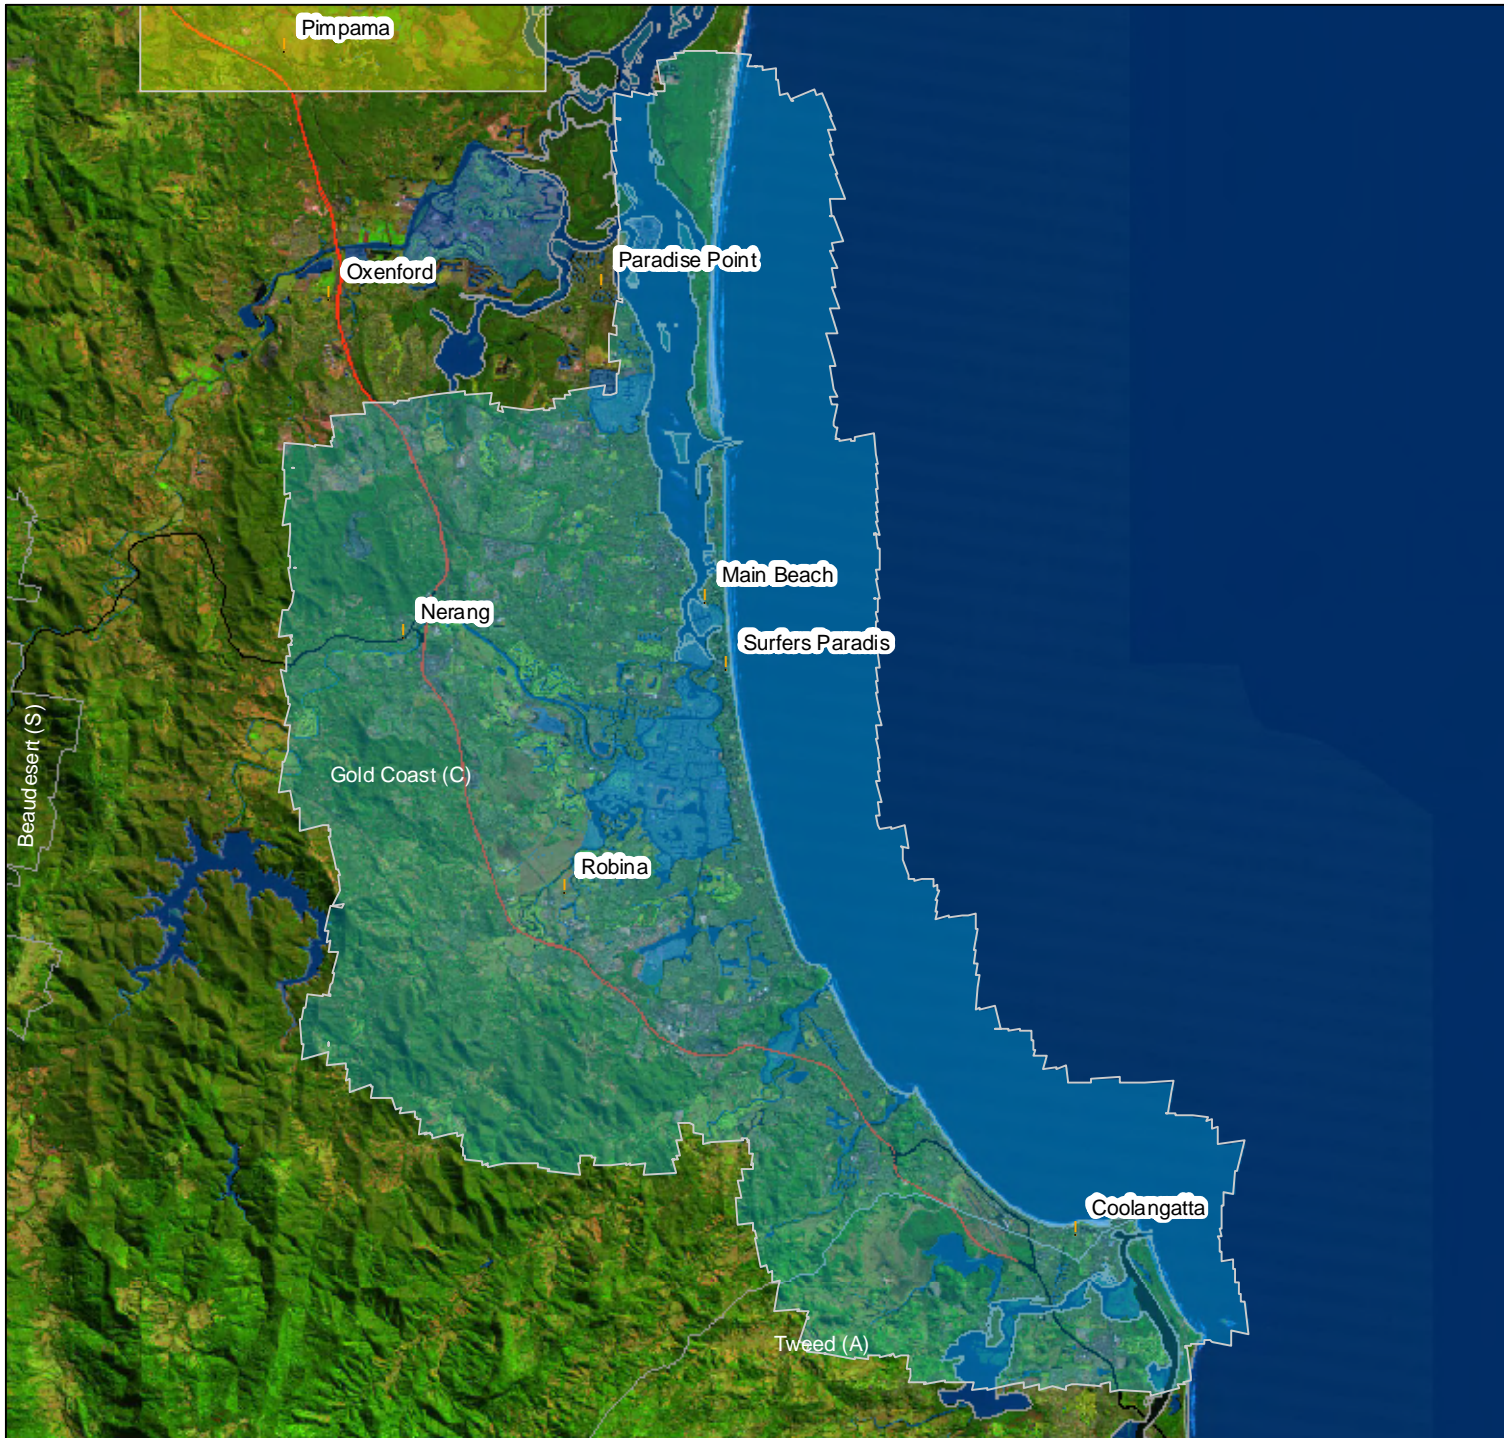 Pimpama
Paradise Point
Oxenford
Main Beach
Nerang
Surfers Paradis
Beaudesert (S)
Gold Coast (C)
Robina
Coolangatta
Tweed (A)